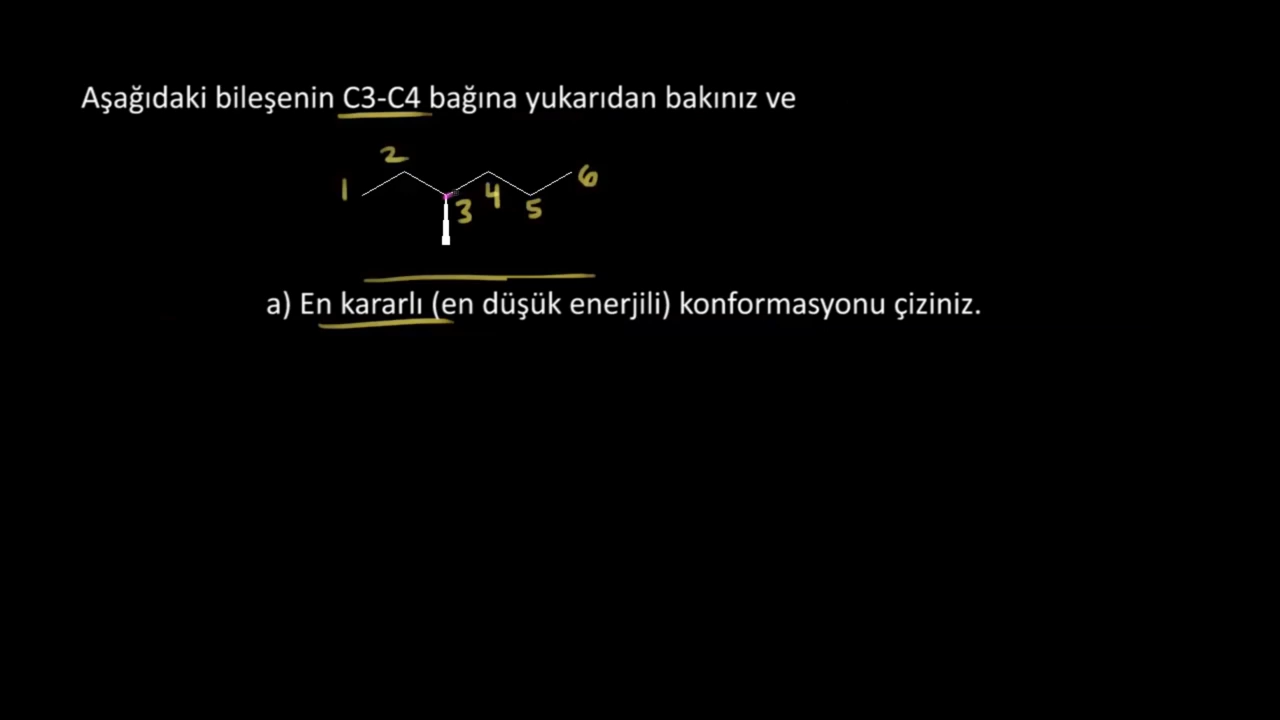 Aşağıdaki bileşenin C3-C4 bağına yukarıdan bakınız ve
2
1 6
3 4 5
a) En kararlı (en düşük enerjili) konformasyonu çiziniz.